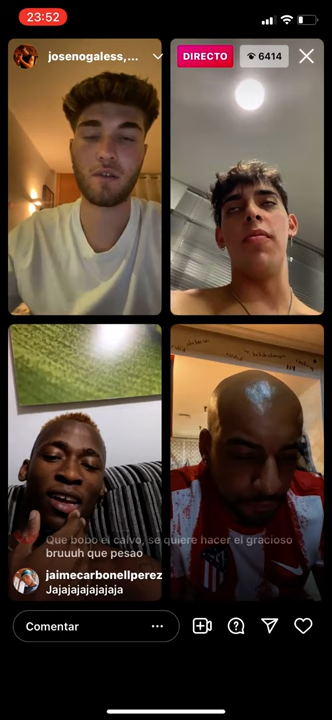 23:52
josenogaless,...
DIRECTO
6414
Que bobo el calvo, se quiere hacer el gracioso
bruuuh que pesao
jaimecarbonellperez
Jajajajajajaja
Comentar